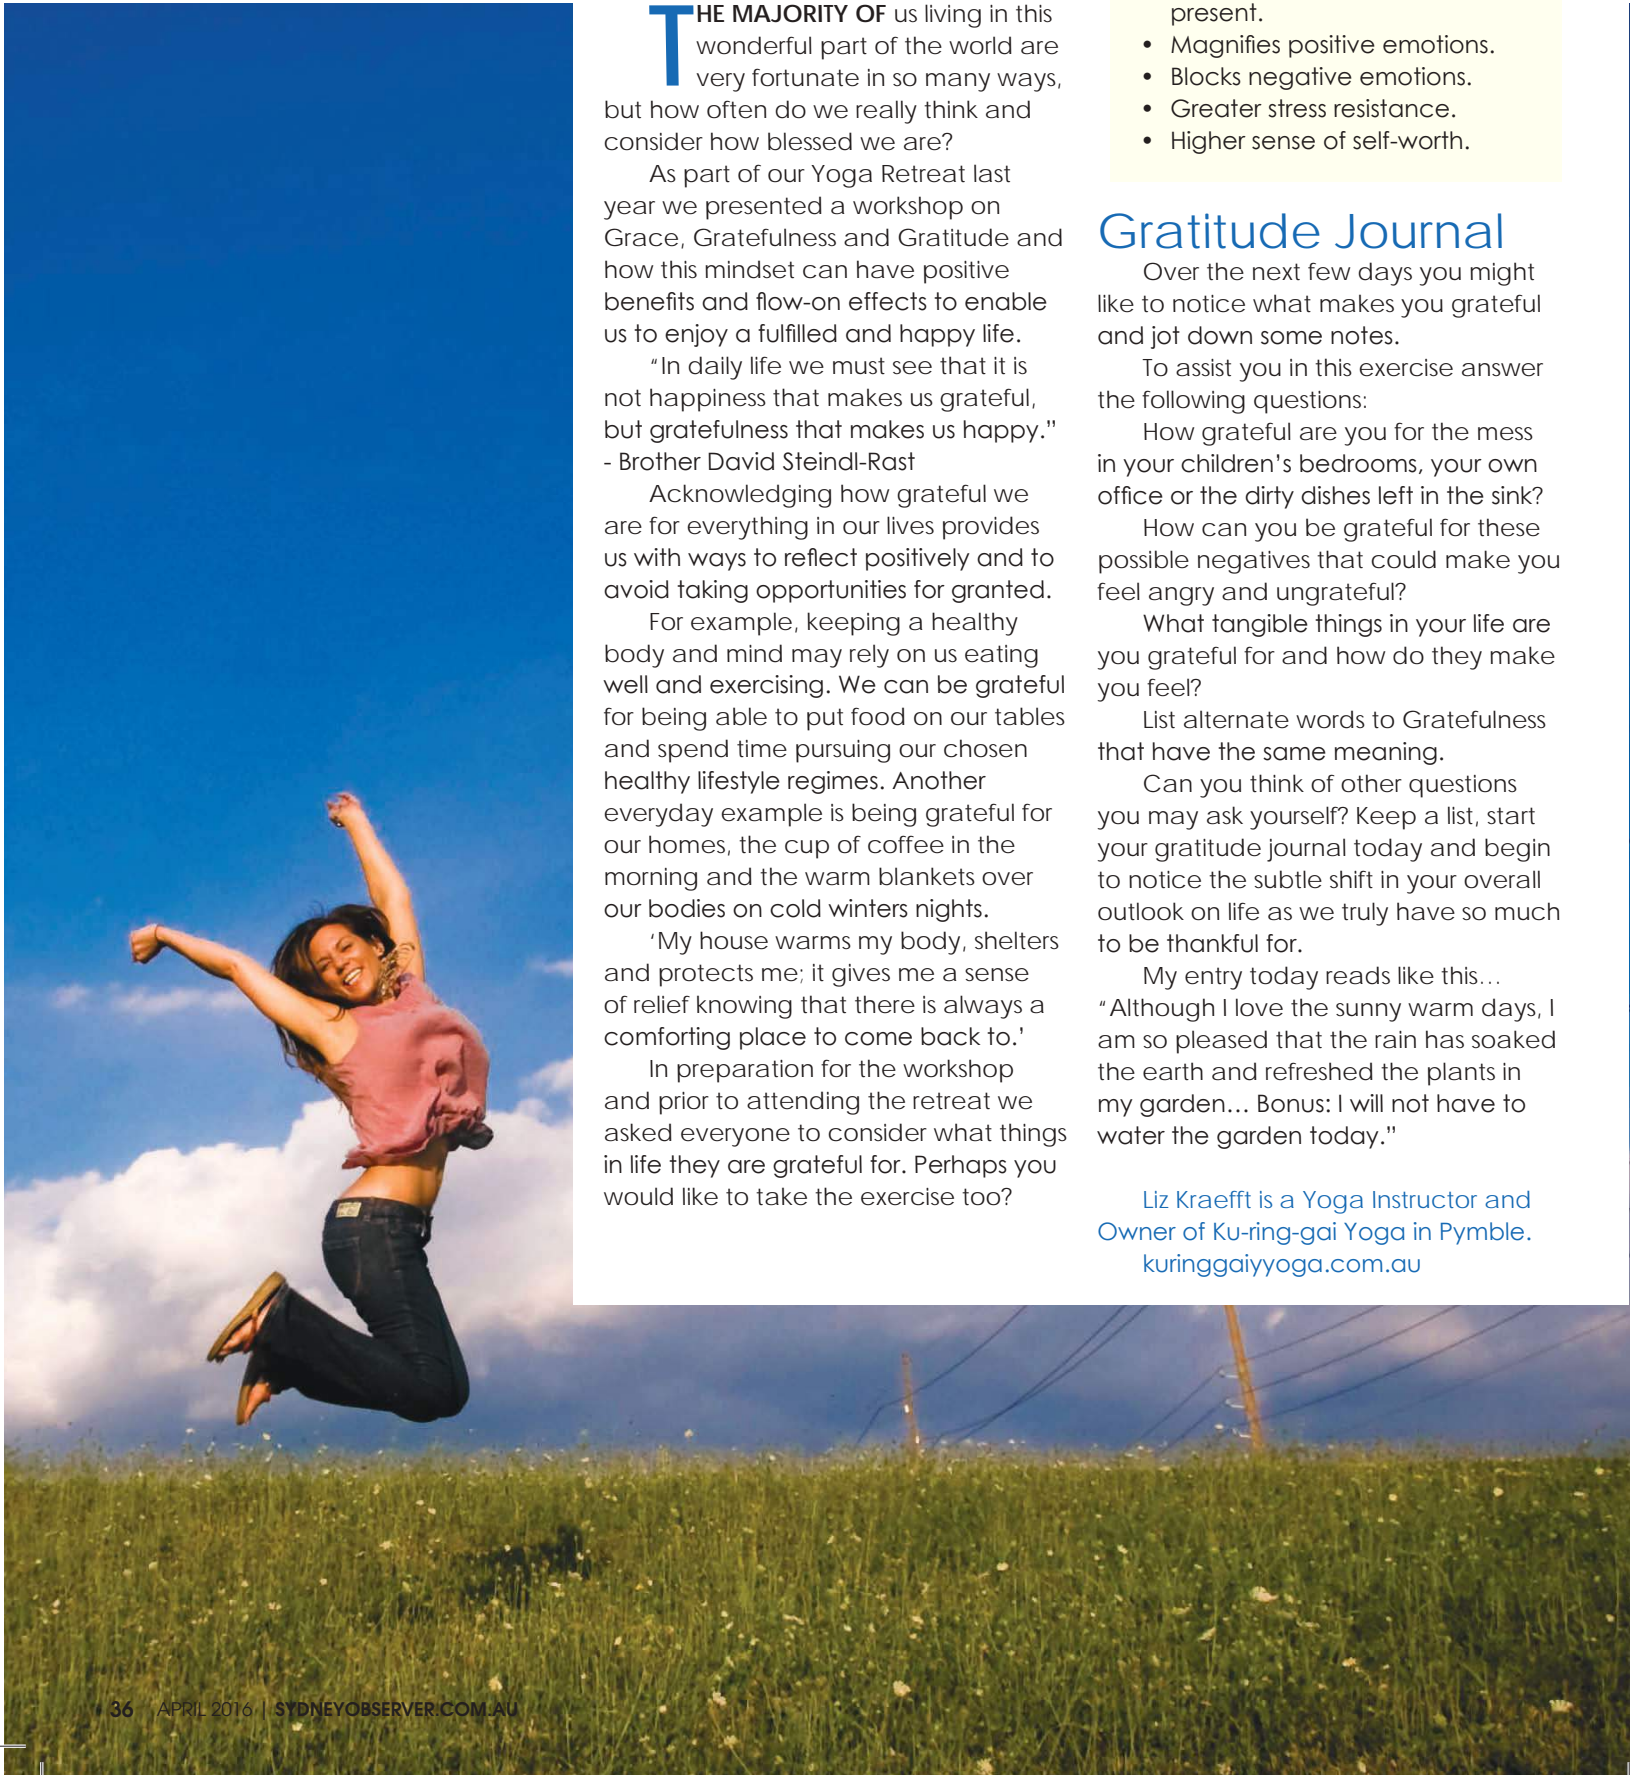 THE MAJORITY OF us living in this
wonderful part of the world are
very fortunate in so many ways,
but how often do we really think and
consider how blessed we are?
As part of our Yoga Retreat last
year we presented a workshop on
Grace, Gratefulness and Gratitude and
how this mindset can have positive
benefits and flow-on effects to enable
us to enjoy a fulfilled and happy life.
“In daily life we must see that it is
not happiness that makes us grateful,
but gratefulness that makes us happy.”
- Brother David Steindl-Rast
Acknowledging how grateful we
are for everything in our lives provides
us with ways to reflect positively and to
avoid taking opportunities for granted.
For example, keeping a healthy
body and mind may rely on us eating
well and exercising. We can be grateful
for being able to put food on our tables
and spend time pursuing our chosen
healthy lifestyle regimes. Another
everyday example is being grateful for
our homes, the cup of coffee in the
morning and the warm blankets over
our bodies on cold winters nights.
‘My house warms my body, shelters
and protects me; it gives me a sense
of relief knowing that there is always a
comforting place to come back to.’
In preparation for the workshop
and prior to attending the retreat we
asked everyone to consider what things
in life they are grateful for. Perhaps you
would like to take the exercise too?
present.
• Magnifies positive emotions.
• Blocks negative emotions.
• Greater stress resistance.
• Higher sense of self-worth.
Gratitude Journal
Over the next few days you might
like to notice what makes you grateful
and jot down some notes.
To assist you in this exercise answer
the following questions:
How grateful are you for the mess
in your children’s bedrooms, your own
office or the dirty dishes left in the sink?
How can you be grateful for these
possible negatives that could make you
feel angry and ungrateful?
What tangible things in your life are
you grateful for and how do they make
you feel?
List alternate words to Gratefulness
that have the same meaning.
Can you think of other questions
you may ask yourself? Keep a list, start
your gratitude journal today and begin
to notice the subtle shift in your overall
outlook on life as we truly have so much
to be thankful for.
My entry today reads like this…
“Although I love the sunny warm days, I
am so pleased that the rain has soaked
the earth and refreshed the plants in
my garden… Bonus: I will not have to
water the garden today.”
Liz Kraefft is a Yoga Instructor and
Owner of Ku-ring-gai Yoga in Pymble.
kuringgaiyyoga.com.au
36 APRIL 2016 | SYDNEYOBSERVER.COM.AU